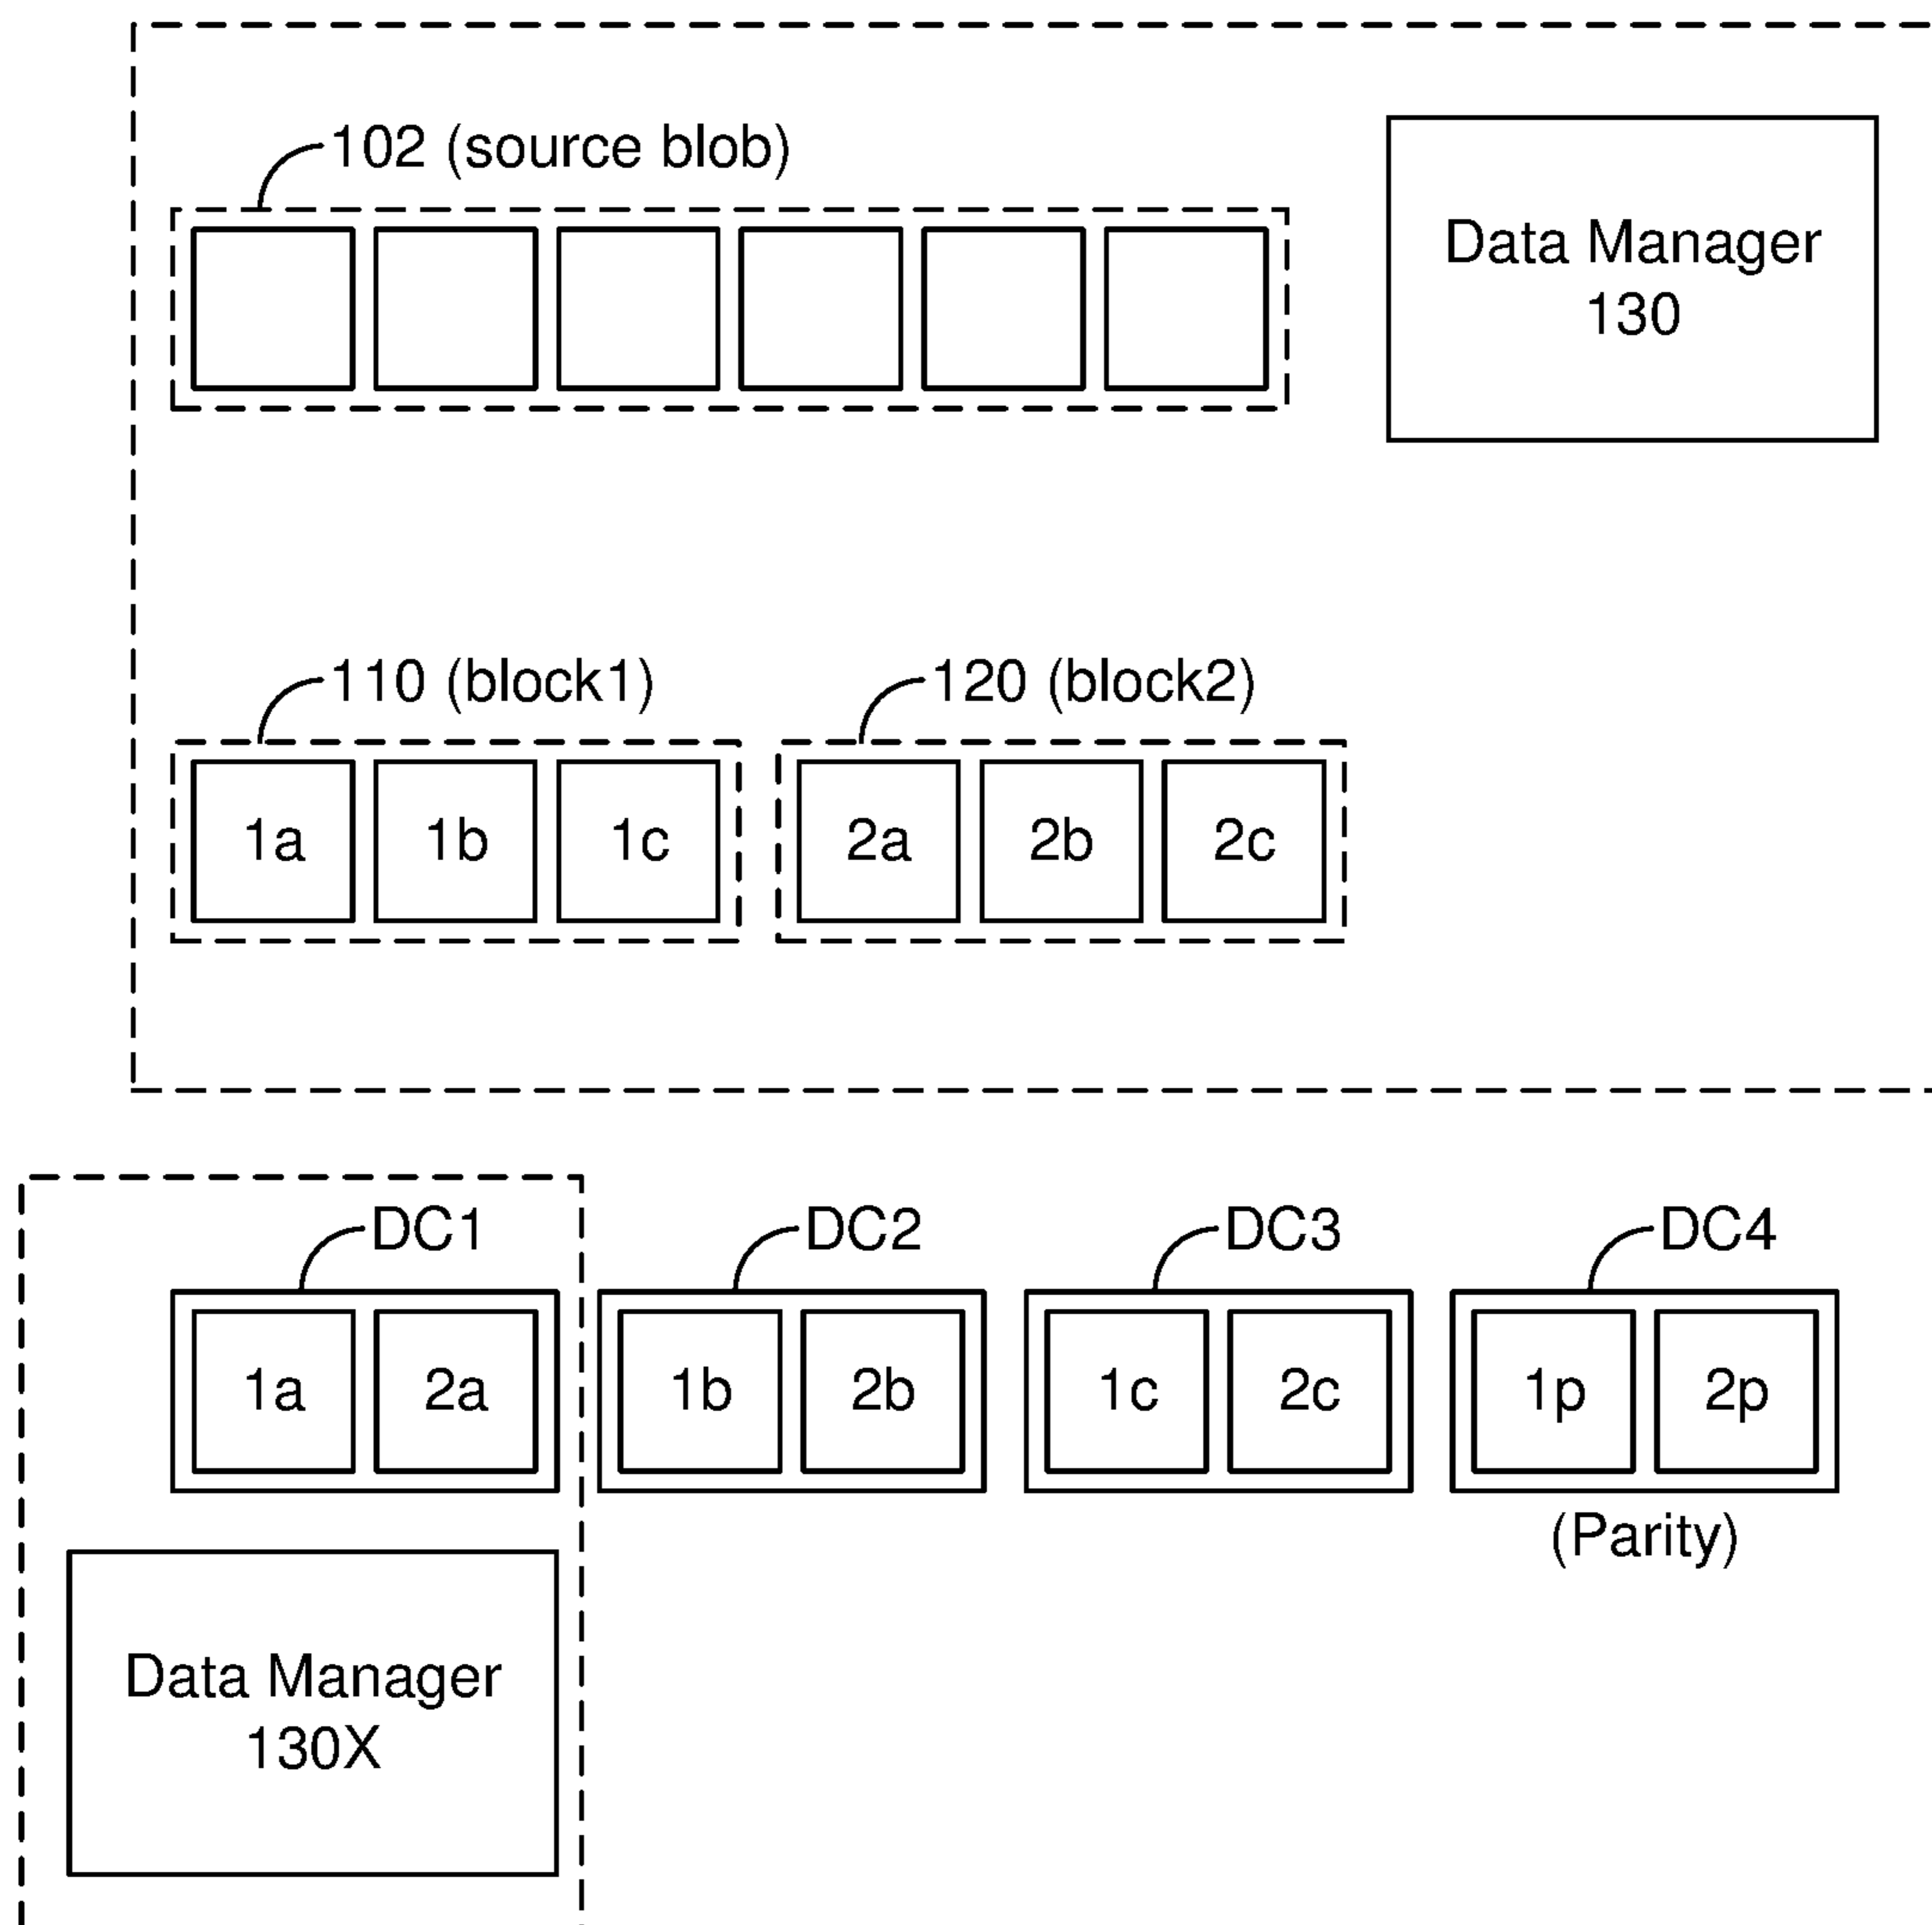 102 (source blob)
Data Manager
130
110 (block1)
120 (block2)
1a
1b
1c
2a
2b
2c
DC1
DC2
DC3
DC4
1a
2a
1b
2b
1c
2c
1p
2p
(Parity)
Data Manager
130X